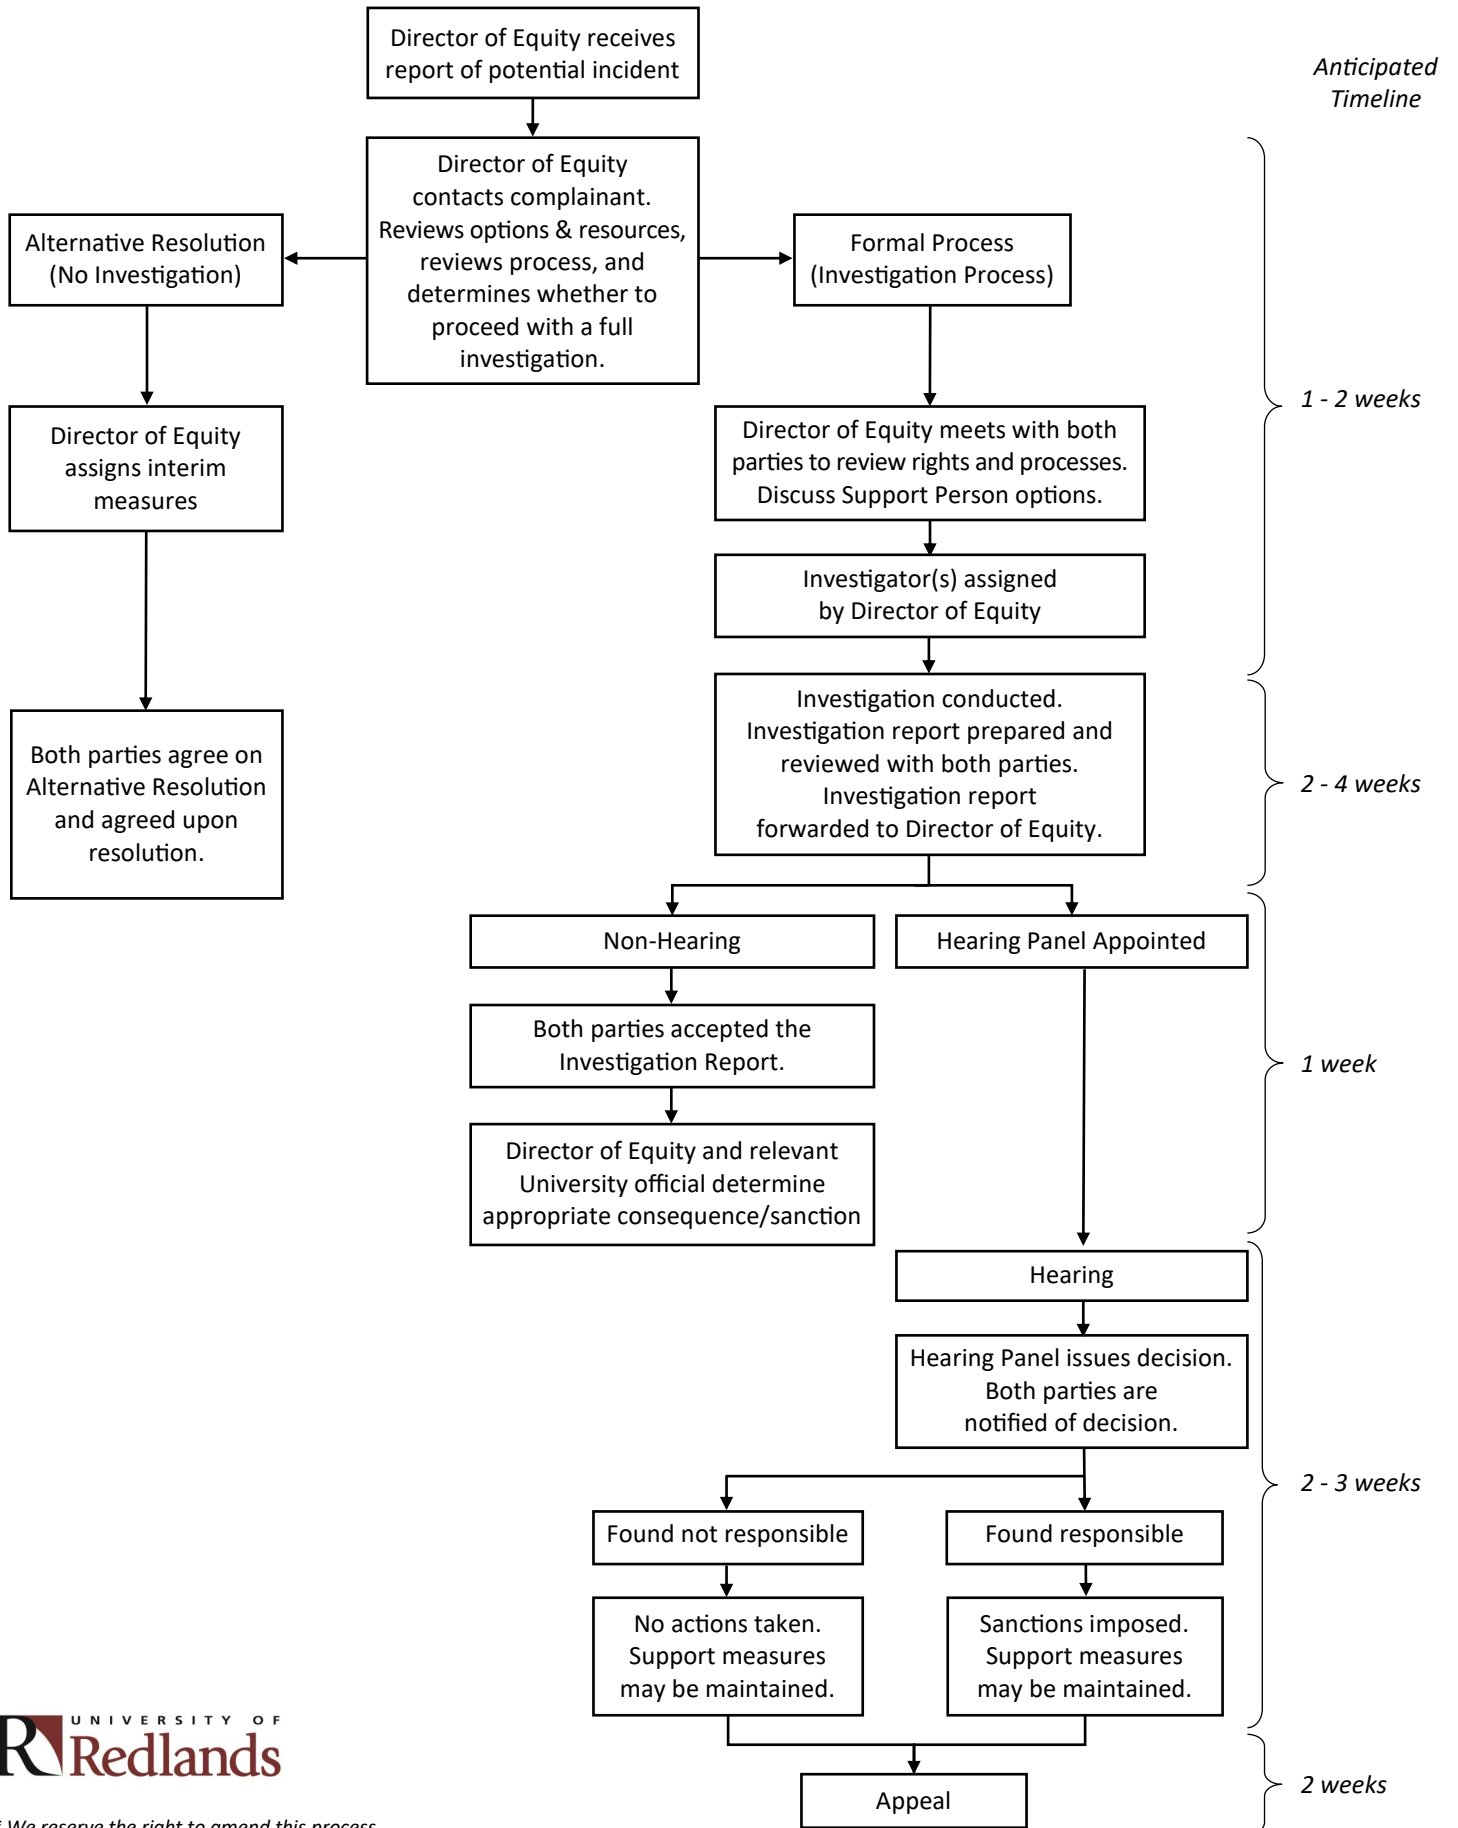 Director of Equity receives
report of potential incident
Anticipated
Timeline
Director of Equity
contacts complainant.
Reviews options & resources,
reviews process, and
determines whether to
proceed with a full
investigation.
Alternative Resolution
(No Investigation)
Formal Process
(Investigation Process)
1 - 2 weeks
Director of Equity
assigns interim
measures
Director of Equity meets with both
parties to review rights and processes.
Discuss Support Person options.
Investigator(s) assigned
by Director of Equity
Both parties agree on
Alternative Resolution
and agreed upon
resolution.
Investigation conducted.
Investigation report prepared and
reviewed with both parties.
Investigation report
forwarded to Director of Equity.
2 - 4 weeks
Non-Hearing
Hearing Panel Appointed
Both parties accepted the
Investigation Report.
1 week
Director of Equity and relevant
University official determine
appropriate consequence/sanction
Hearing
Hearing Panel issues decision.
Both parties are
notified of decision.
2 - 3 weeks
Found not responsible
Found responsible
No actions taken.
Support measures
may be maintained.
Sanctions imposed.
Support measures
may be maintained.
Appeal
2 weeks
R
UNIVERSITY OF
Redlands
* We reserve the right to amend this process